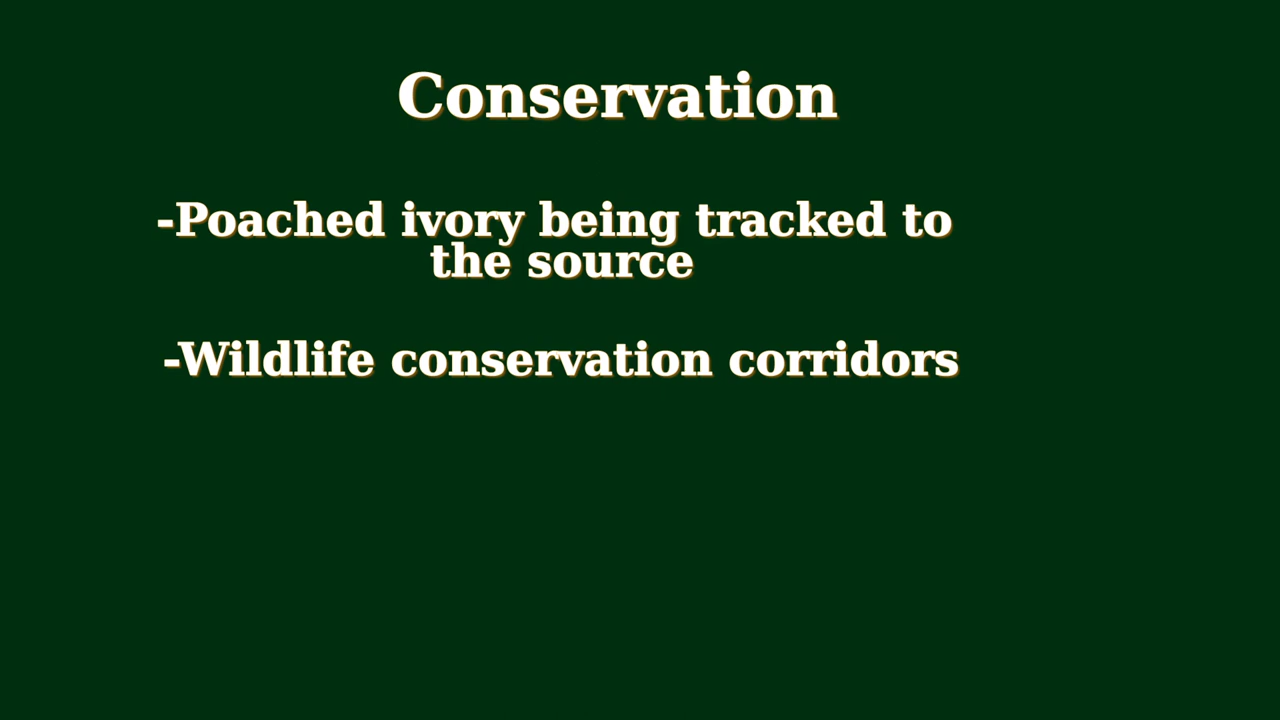 Conservation
-Poached ivory being tracked to
the source
-Wildlife conservation corridors